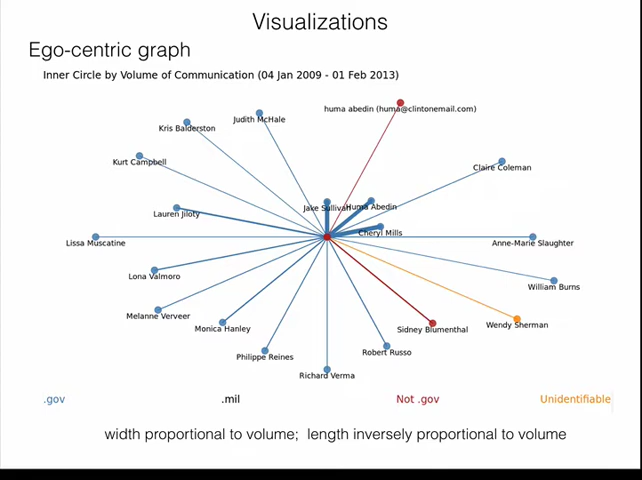 Visualizations
Ego-centric graph
Inner Circle by Volume of Communication (04 Jan 2009 - 01 Feb 2013)
huma abedin (huma@clintonemail.com)
Judith McHale
Kris Balderston
Kurt Campbell
Claire Coleman
Jake Sullivan
Huma Abedin
Lauren Jiloty
Cheryl Mills
Lissa Muscatine
Anne-Marie Slaughter
Lona Valmoro
William Burns
Melanne Verveer
Monica Hanley
Sidney Blumenthal
Wendy Sherman
Philippe Reines
Robert Russo
Richard Verma
.gov .mil Not .gov Unidentifiable
width proportional to volume; length inversely proportional to volume